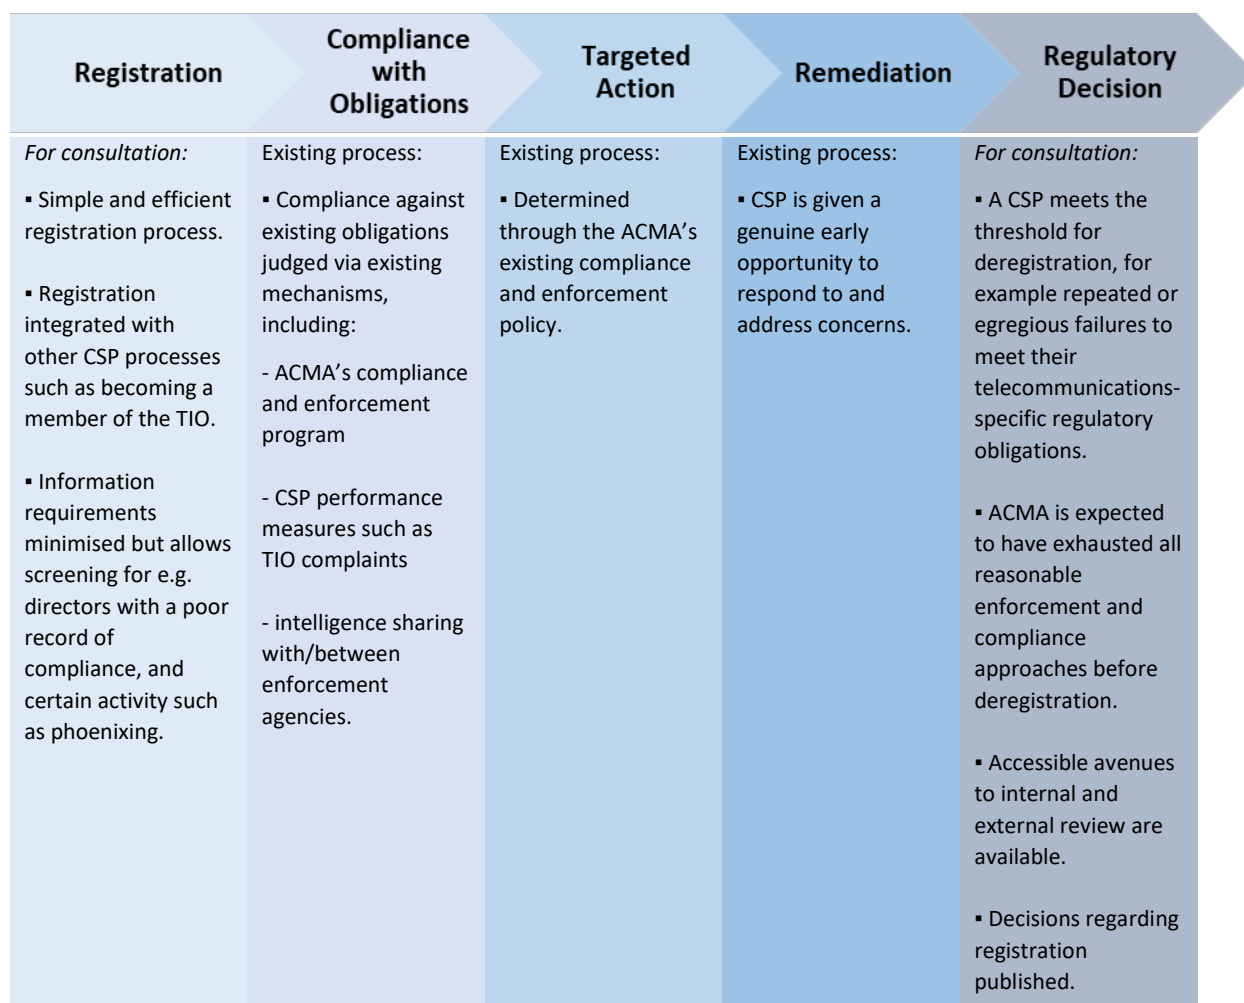 Registration
Compliance
with
Obligations
Targeted
Action
Remediation
Regulatory
Decision
For consultation:
▪ Simple and efficient
registration process.
▪ Registration
integrated with
other CSP processes
such as becoming a
member of the TIO.
▪ Information
requirements
minimised but allows
screening for e.g.
directors with a poor
record of
compliance, and
certain activity such
as phoenixing.
Existing process:
▪ Compliance against
existing obligations
judged via existing
mechanisms,
including:
- ACMA’s compliance
and enforcement
program
- CSP performance
measures such as
TIO complaints
- intelligence sharing
with/between
enforcement
agencies.
Existing process:
▪ Determined
through the ACMA’s
existing compliance
and enforcement
policy.
Existing process:
▪ CSP is given a
genuine early
opportunity to
respond to and
address concerns.
For consultation:
▪ A CSP meets the
threshold for
deregistration, for
example repeated or
egregious failures to
meet their
telecommunications-
specific regulatory
obligations.
▪ ACMA is expected
to have exhausted all
reasonable
enforcement and
compliance
approaches before
deregistration.
▪ Accessible avenues
to internal and
external review are
available.
▪ Decisions regarding
registration
published.